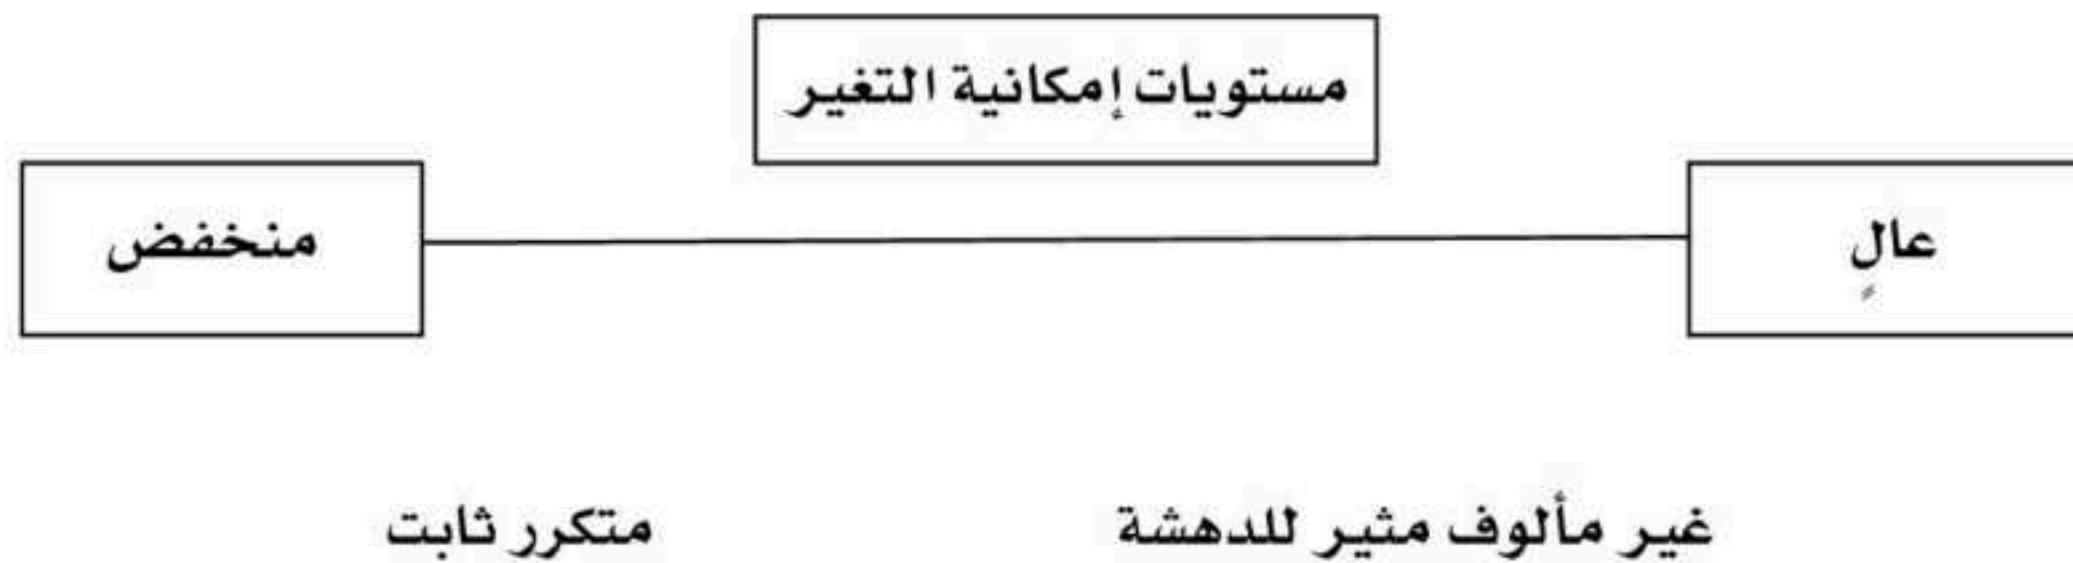 مستويات إمكانية التغير
عالٍ
منخفض
غير مألوف مثير للدهشة
متكرر ثابت